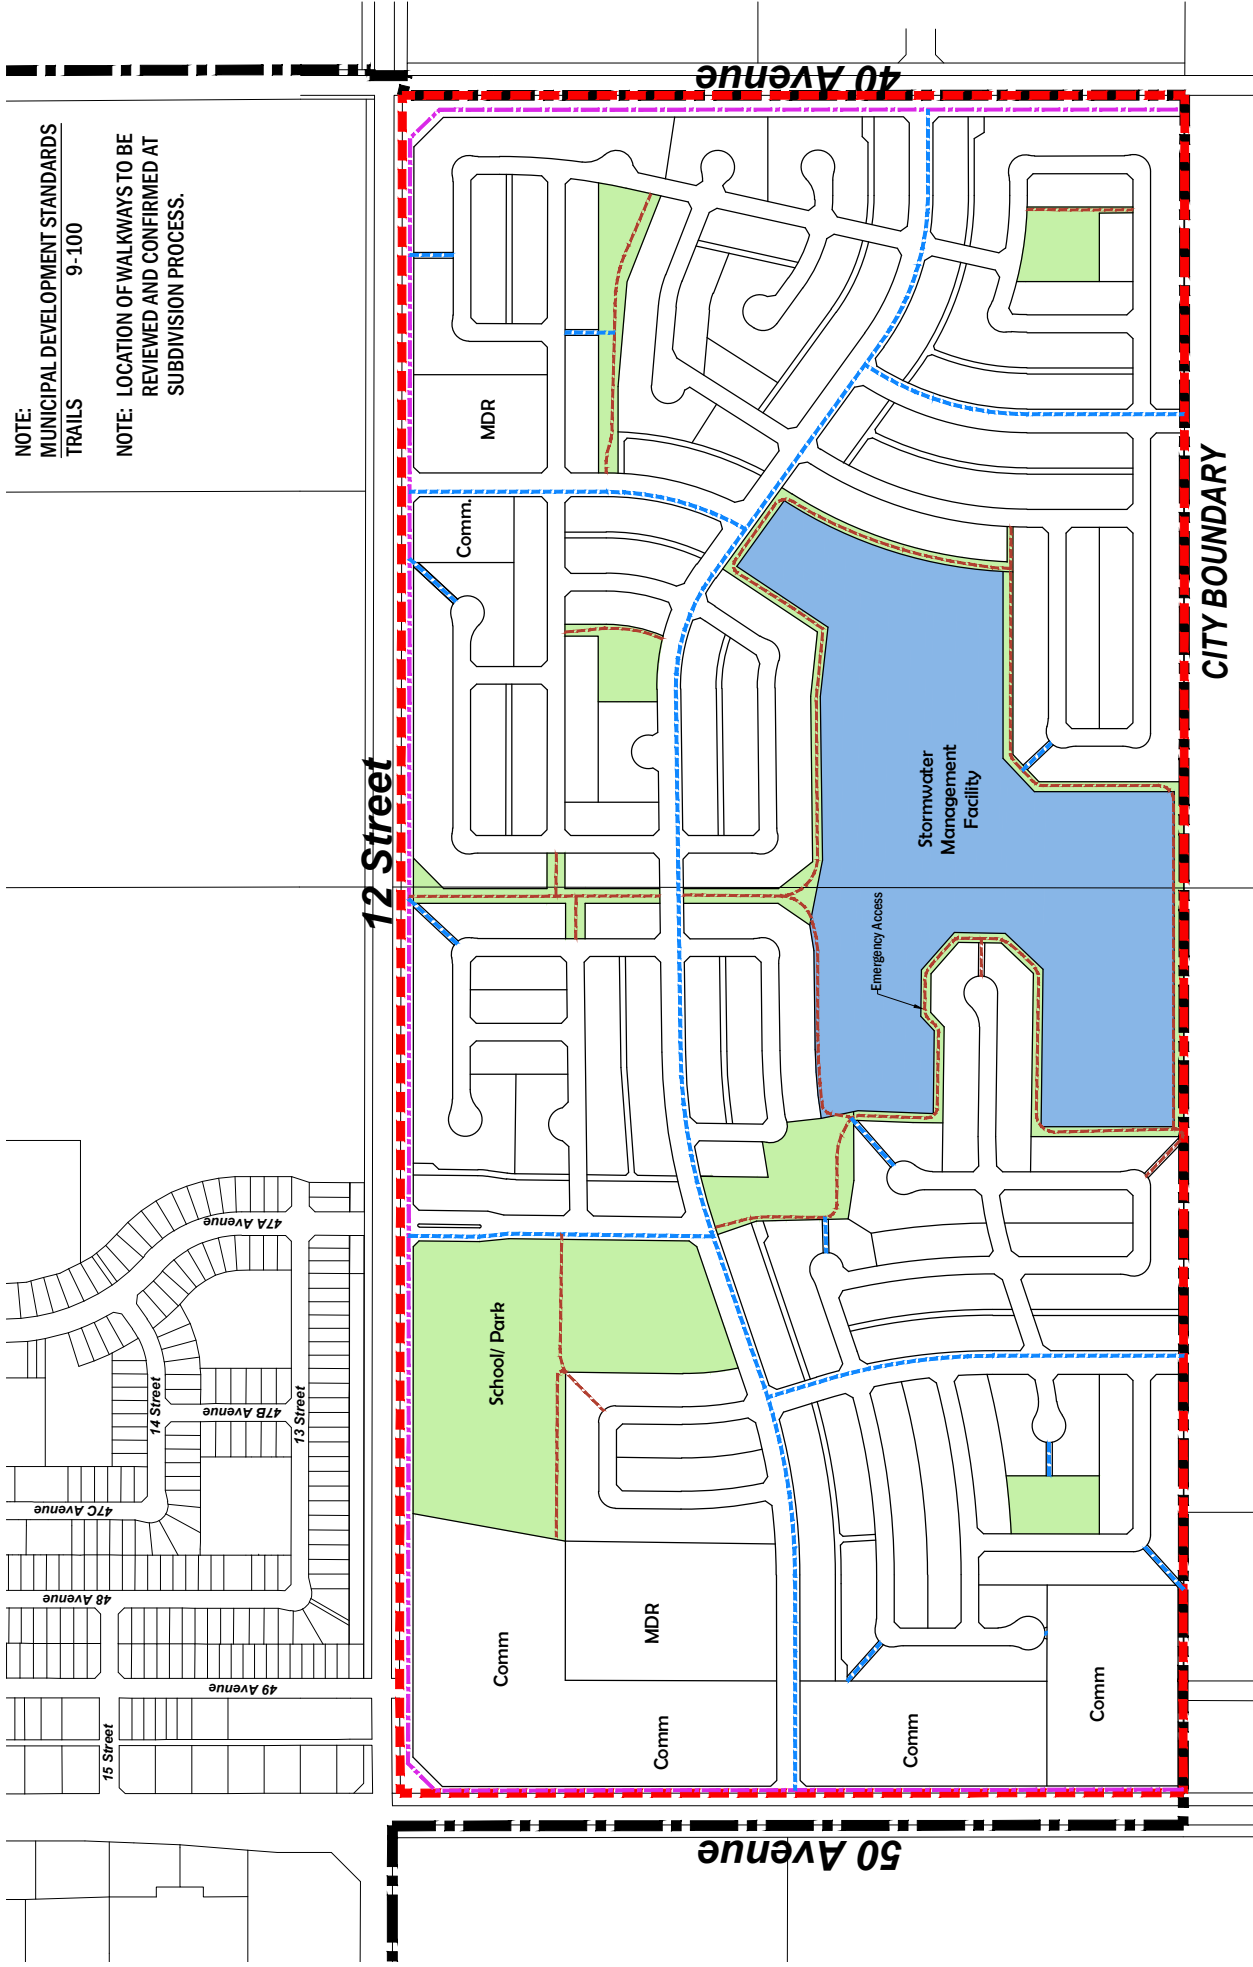 NOTE:
MUNICIPAL DEVELOPMENT STANDARDS
TRAILS 9-100
NOTE: LOCATION OF WALKWAYS TO BE
REVIEWED AND CONFIRMED AT
SUBDIVISION PROCESS.
40 Avenue
12 Street
MDR
Comm.
CITY BOUNDARY
Stormwater
Management
Facility
Emergency Access
47A Avenue
School/ Park
14 Street
47B Avenue
13 Street
47C Avenue
48 Avenue
49 Avenue
15 Street
Comm
MDR
Comm
Comm
Comm
50 Avenue